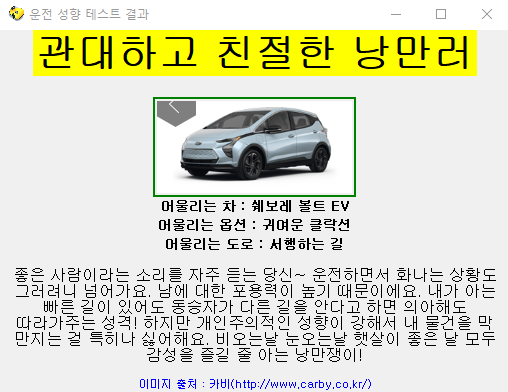 운전 성향 테스트 결과
관대하고 친절한 낭만러
어울리는 차 : 쉐보레 볼트 EV
어울리는 옵션 : 귀여운 클락션
어울리는 도로 : 서행하는 길
좋은 사람이라는 소리를 자주 듣는 당신~ 운전하면서 화나는 상황도
그러려니 넘어가요. 남에 대한 포용력이 높기 때문이에요. 내가 아는
빠른 길이 있어도 동승자가 다른 길을 안다고 하면 의아해도
따라가주는 성격! 하지만 개인주의적인 성향이 강해서 내 물건을 막
만지는 걸 특히나 싫어해요. 비오는날 눈오는날 햇살이 좋은 날 모두
감성을 즐길 줄 아는 낭만쟁이!
이미지 출처 : 카비(http://www.carby.co.kr/)